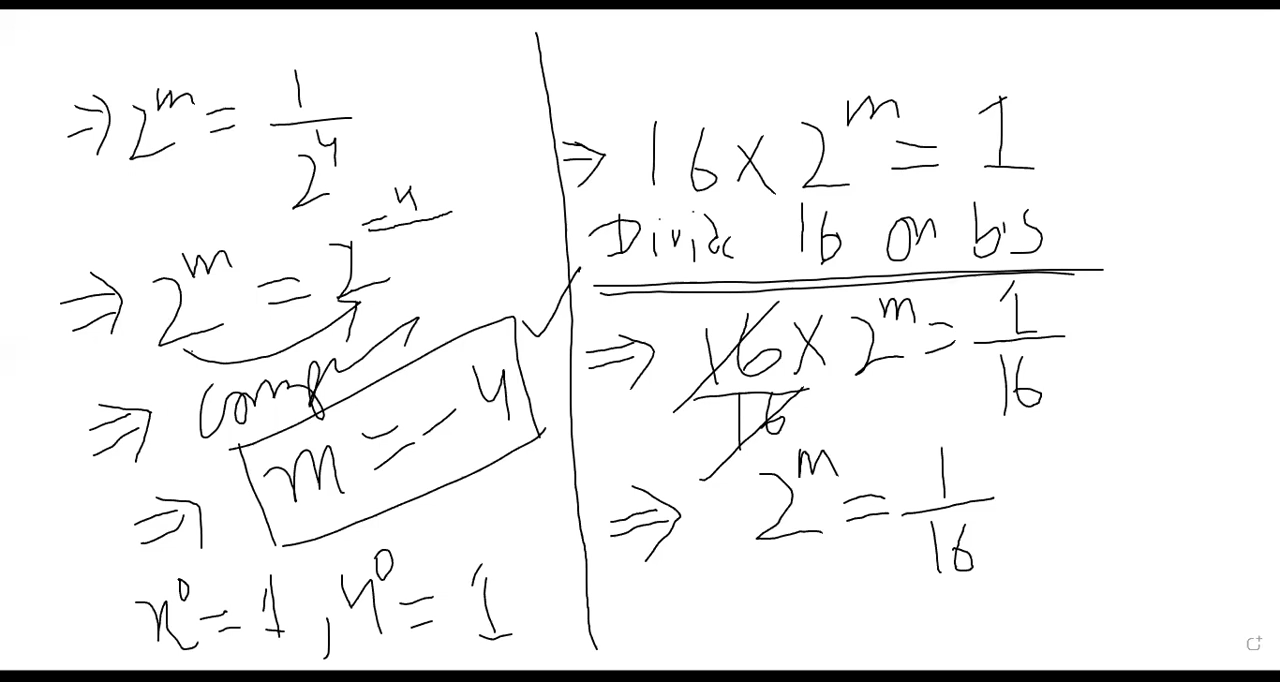 ⇒ 2^m = 1/2^4
⇒ 2^m = 2^-4
⇒ comp
m = -4
⇒
x^0 = 1, 4^0 = 1
⇒ 16 × 2^m = 1
Divide 16 on b.s
⇒ 16 × 2^m / 16 = 1/16
⇒ 2^m = 1/16